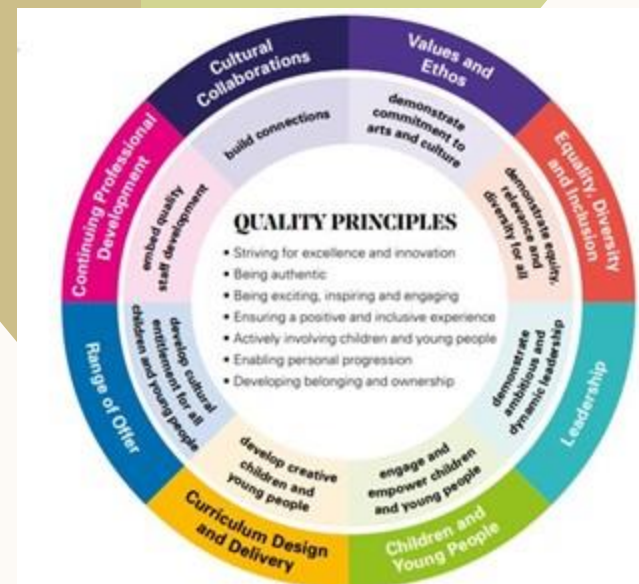 Cultural
Collaborations
build connections
Values and
Ethos
demonstrate
commitment to
arts and culture
Equality, Diversity
and Inclusion
demonstrate equity,
relevance and
diversity for all
Leadership
demonstrate
ambitious and
dynamic leadership
Children and
Young People
engage and
empower children
and young people
Curriculum Design
and Delivery
develop creative
children and
young people
Range of Offer
develop cultural
entitlement for all
children and young people
Continuing Professional
Development
embed quality
staff development
QUALITY PRINCIPLES
• Striving for excellence and innovation
• Being authentic
• Being exciting, inspiring and engaging
• Ensuring a positive and inclusive experience
• Actively involving children and young people
• Enabling personal progression
• Developing belonging and ownership